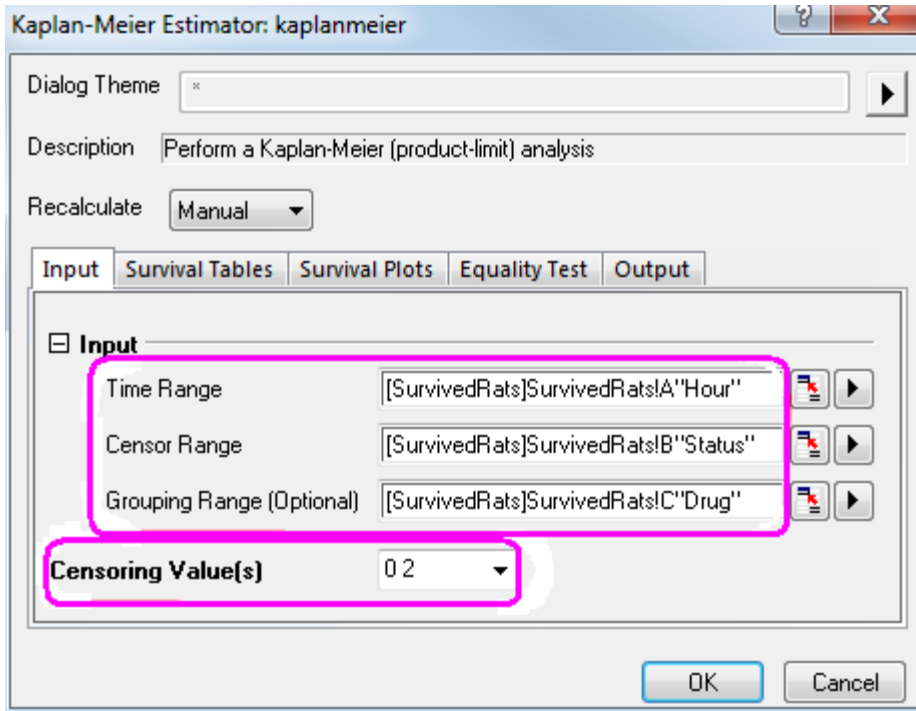 Kaplan-Meier Estimator: kaplanmeier
Dialog Theme *
Description Perform a Kaplan-Meier (product-limit) analysis
Recalculate Manual
Input Survival Tables Survival Plots Equality Test Output
Input
Time Range [SurvivedRats]SurvivedRats!A"Hour"
Censor Range [SurvivedRats]SurvivedRats!B"Status"
Grouping Range (Optional) [SurvivedRats]SurvivedRats!C"Drug"
Censoring Value(s) 0 2
OK Cancel